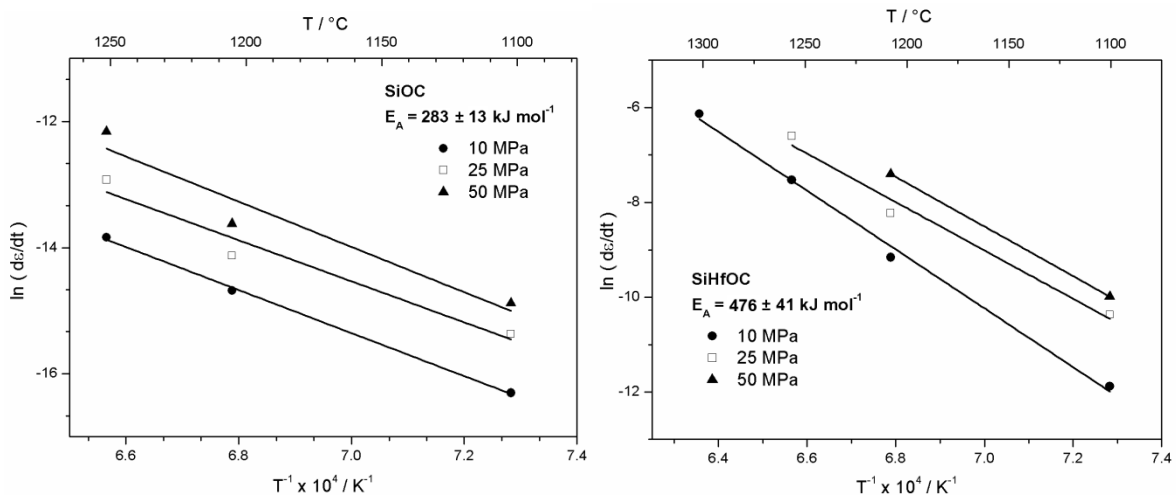 T / °C
1250 1200 1150 1100
SiOC
E_A = 283 ± 13 kJ mol⁻¹
10 MPa
25 MPa
50 MPa
ln ( dε/dt )
-12
-14
-16
6.6 6.8 7.0 7.2 7.4
T⁻¹ x 10⁴ / K⁻¹
T / °C
1300 1250 1200 1150 1100
ln ( dε/dt )
-6
-8
-10
-12
SiHfOC
E_A = 476 ± 41 kJ mol⁻¹
10 MPa
25 MPa
50 MPa
6.4 6.6 6.8 7.0 7.2 7.4
T⁻¹ x 10⁴ / K⁻¹